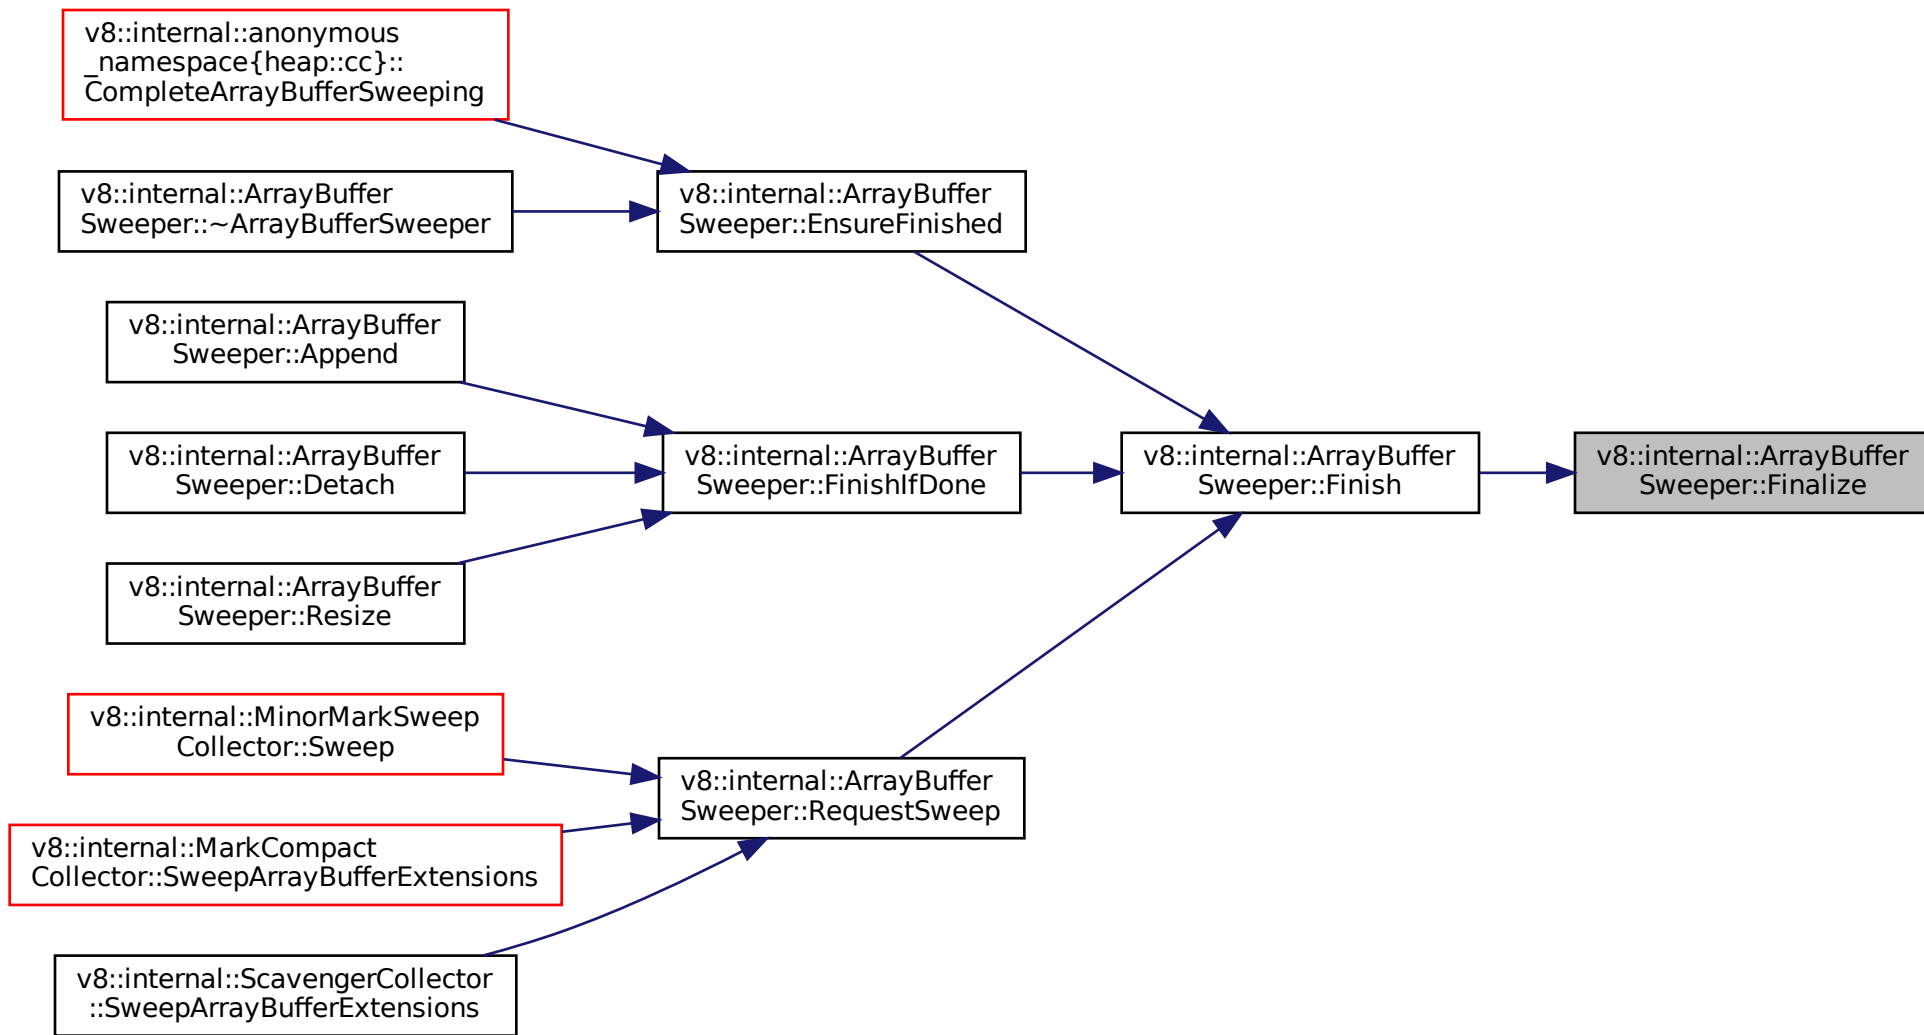 v8::internal::anonymous
_namespace{heap::cc}::
CompleteArrayBufferSweeping
v8::internal::ArrayBuffer
Sweeper::~ArrayBufferSweeper
v8::internal::ArrayBuffer
Sweeper::EnsureFinished
v8::internal::ArrayBuffer
Sweeper::Append
v8::internal::ArrayBuffer
Sweeper::Detach
v8::internal::ArrayBuffer
Sweeper::FinishIfDone
v8::internal::ArrayBuffer
Sweeper::Finish
v8::internal::ArrayBuffer
Sweeper::Finalize
v8::internal::ArrayBuffer
Sweeper::Resize
v8::internal::MinorMarkSweep
Collector::Sweep
v8::internal::ArrayBuffer
Sweeper::RequestSweep
v8::internal::MarkCompact
Collector::SweepArrayBufferExtensions
v8::internal::ScavengerCollector
::SweepArrayBufferExtensions